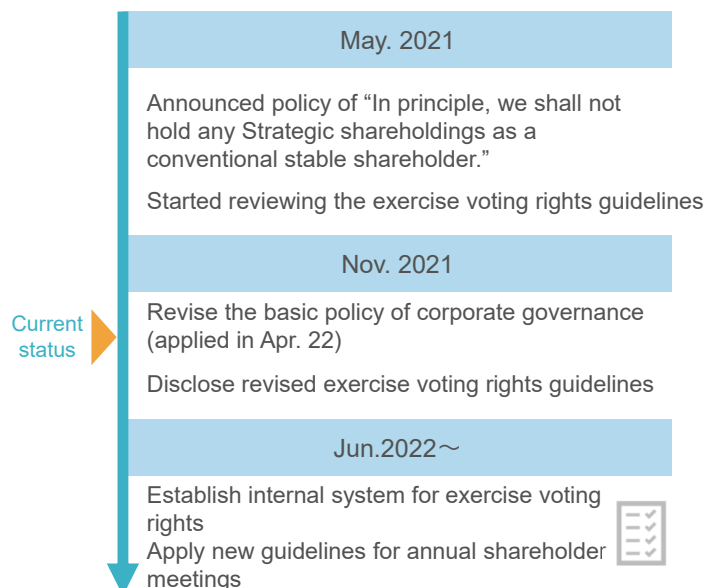 May. 2021
Announced policy of “In principle, we shall not
hold any Strategic shareholdings as a
conventional stable shareholder.”
Started reviewing the exercise voting rights guidelines
Nov. 2021
Current
status
Revise the basic policy of corporate governance
(applied in Apr. 22)
Disclose revised exercise voting rights guidelines
Jun.2022～
Establish internal system for exercise voting
rights
Apply new guidelines for annual shareholder
meetings